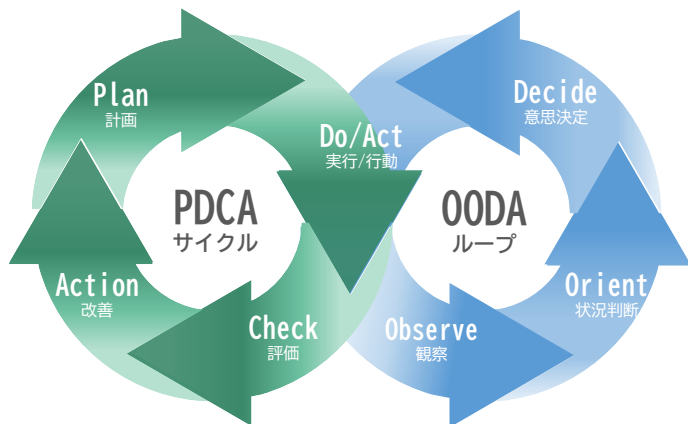 Plan
計画
Do/Act
実行/行動
Decide
意思決定
PDCA
サイクル
OODA
ループ
Action
改善
Check
評価
Observe
観察
Orient
状況判断